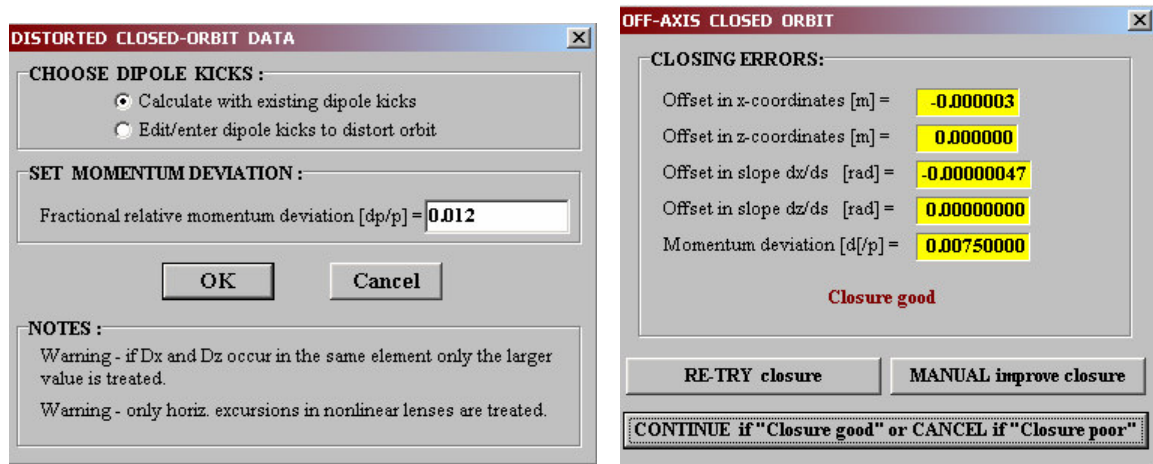 DISTORTED CLOSED-ORBIT DATA
CHOOSE DIPOLE KICKS :
Calculate with existing dipole kicks
Edit/enter dipole kicks to distort orbit
SET MOMENTUM DEVIATION :
Fractional relative momentum deviation [dp/p] = 0.012
OK Cancel
NOTES :
Warning - if Dx and Dz occur in the same element only the larger
value is treated.
Warning - only horiz. excursions in nonlinear lenses are treated.
OFF-AXIS CLOSED ORBIT
CLOSING ERRORS:
Offset in x-coordinates [m] = -0.000003
Offset in z-coordinates [m] = 0.000000
Offset in slope dx/ds [rad] = -0.00000047
Offset in slope dz/ds [rad] = 0.00000000
Momentum deviation [d[/p] = 0.00750000
Closure good
RE-TRY closure MANUAL improve closure
CONTINUE if "Closure good" or CANCEL if "Closure poor"